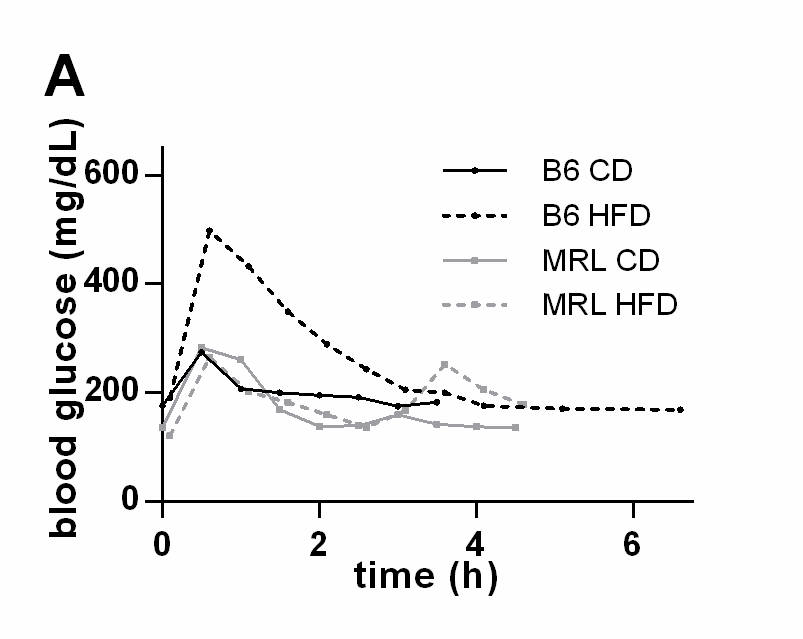 A
blood glucose (mg/dL)
600
400
200
0
0 2 4 6
time (h)
B6 CD
B6 HFD
MRL CD
MRL HFD